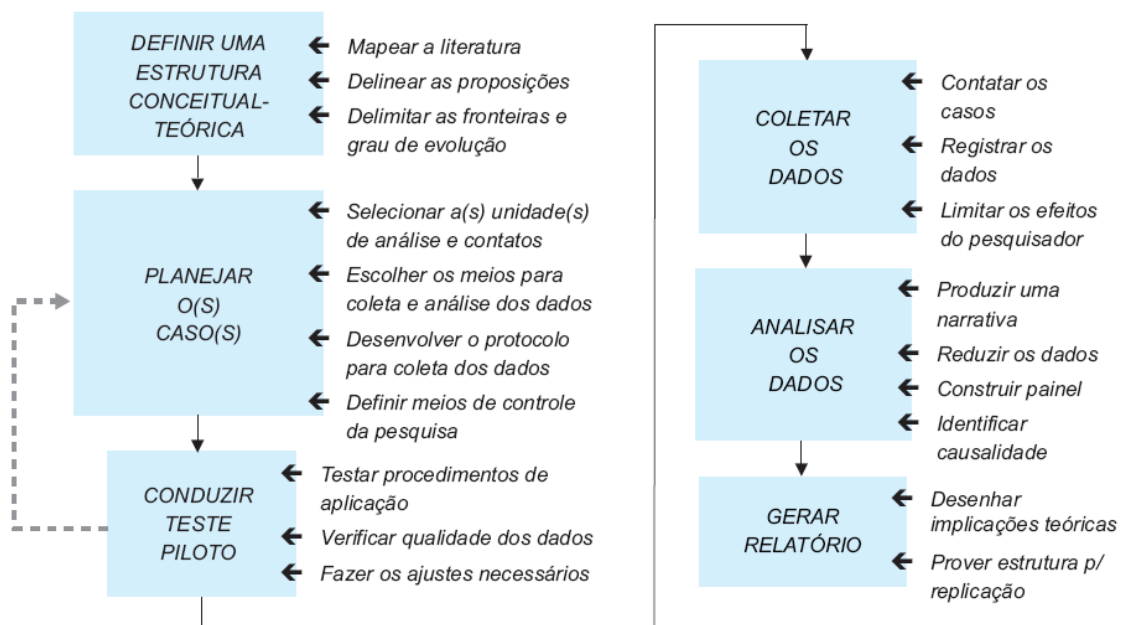 DEFINIR UMA
ESTRUTURA
CONCEITUAL-
TEÓRICA
Mapear a literatura
Delinear as proposições
Delimitar as fronteiras e
grau de evolução
PLANEJAR
O(S)
CASO(S)
Selecionar a(s) unidade(s)
de análise e contatos
Escolher os meios para
coleta e análise dos dados
Desenvolver o protocolo
para coleta dos dados
Definir meios de controle
da pesquisa
CONDUZIR
TESTE
PILOTO
Testar procedimentos de
aplicação
Verificar qualidade dos dados
Fazer os ajustes necessários
COLETAR
OS
DADOS
Contatar os
casos
Registrar os
dados
Limitar os efeitos
do pesquisador
ANALISAR
OS
DADOS
Produzir uma
narrativa
Reduzir os dados
Construir painel
Identificar
causalidade
GERAR
RELATÓRIO
Desenhar
implicações teóricas
Prover estrutura p/
replicação